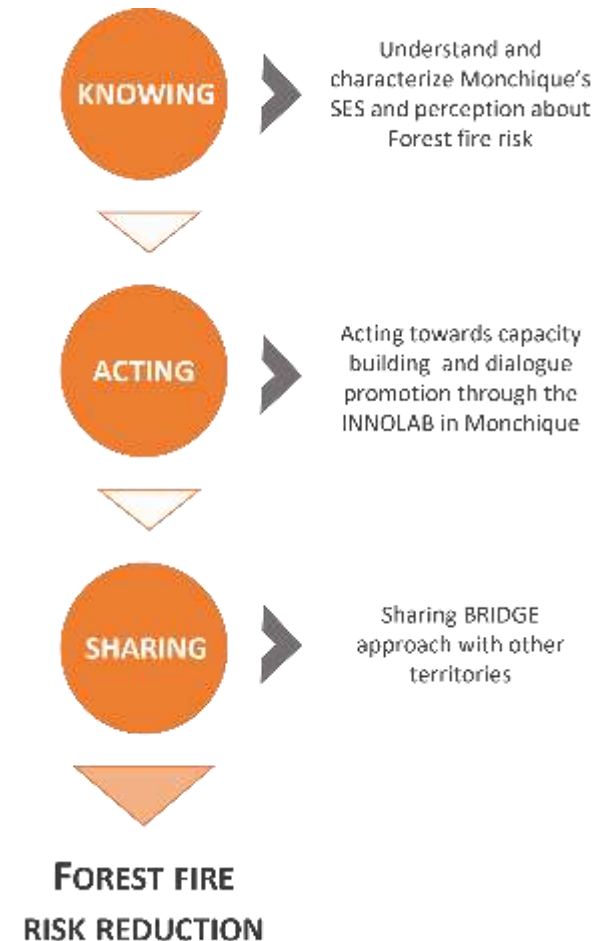 KNOWING
Understand and
characterize Monchique's
SES and perception about
Forest fire risk
ACTING
Acting towards capacity
building and dialogue
promotion through the
INNOLAB in Monchique
SHARING
Sharing BRIDGE
approach with other
territories
FOREST FIRE
RISK REDUCTION